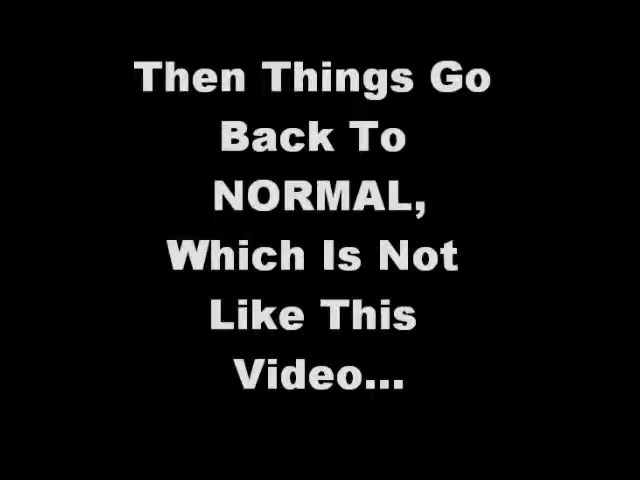 Then Things Go
Back To
NORMAL,
Which Is Not
Like This
Video...